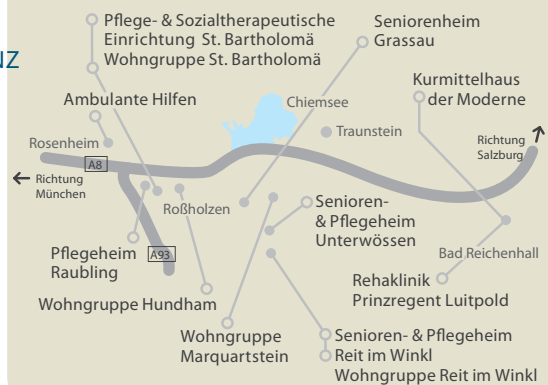 Pflege- & Sozialtherapeutische
Einrichtung St. Bartholomä
Wohngruppe St. Bartholomä
Seniorenheim
Grassau
NZ
Kurmittelhaus
der Moderne
Ambulante Hilfen
Chiemsee
Traunstein
Rosenheim
Richtung
Salzburg
A8
Richtung
München
Roßholzen
Senioren-
& Pflegeheim
Unterwössen
Pflegeheim
Raubling
A93
Bad Reichenhall
Rehaklinik
Prinzregent Luitpold
Wohngruppe Hundham
Wohngruppe
Marquartstein
Senioren- & Pflegeheim
Reit im Winkl
Wohngruppe Reit im Winkl